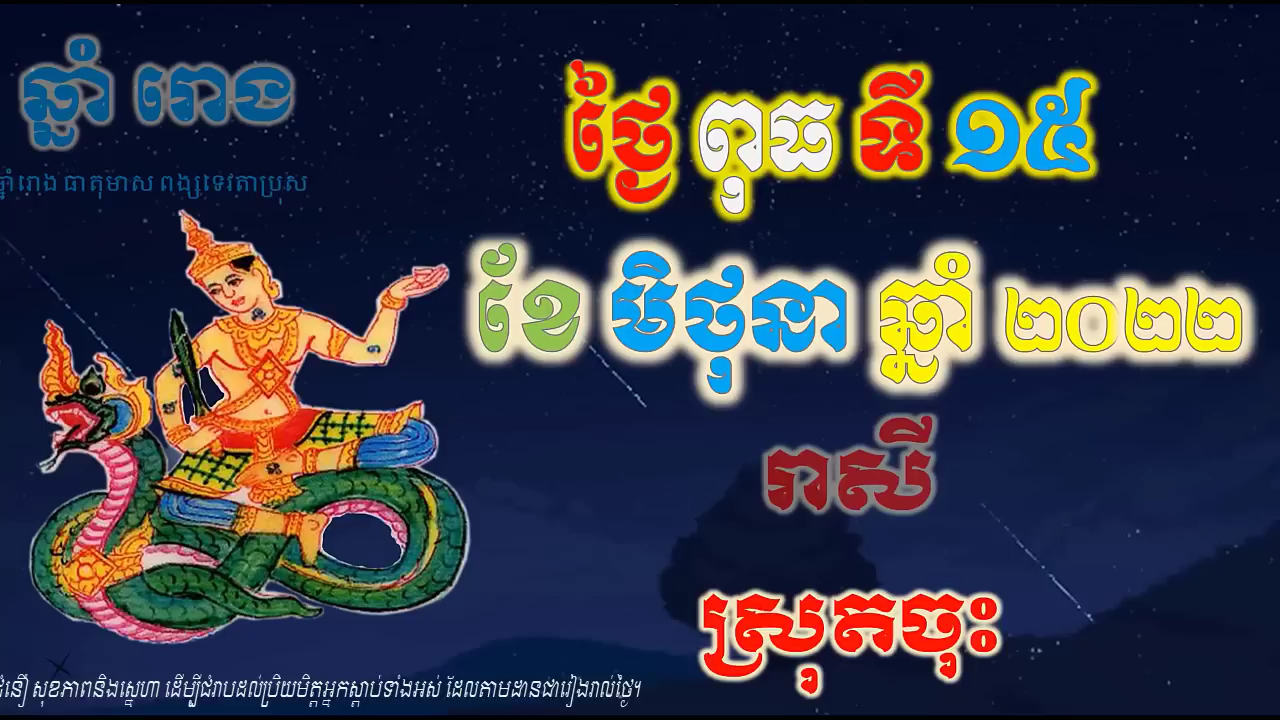 ឆ្នាំ រោង
ឆ្នាំរោង ធាតុមាស ពង្សទេវតាប្រុស
ថ្ងៃ ពុធ ទី ១៥
ខែ មិថុនា ឆ្នាំ ២០២២
រាសី
ស្រុតចុះ
សុខភាពនិងស្នេហា ដើម្បីជំរាបដល់ប្រិយមិត្តអ្នកស្តាប់ទាំងអស់ ដែលតាមដានជារៀងរាល់ថ្ងៃ។